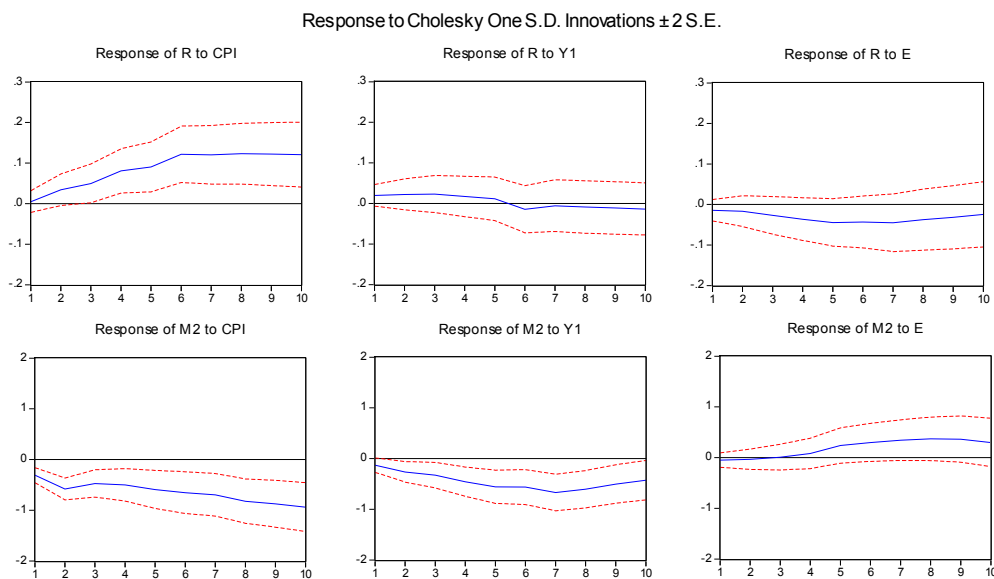 Response to Cholesky One S.D. Innovations ± 2 S.E.
Response of R to CPI
.3
.2
.1
.0
-.1
-.2
1 2 3 4 5 6 7 8 9 10
Response of R to Y1
.3
.2
.1
.0
-.1
-.2
1 2 3 4 5 6 7 8 9 10
Response of R to E
.3
.2
.1
.0
-.1
-.2
1 2 3 4 5 6 7 8 9 10
Response of M2 to CPI
2
1
0
-1
-2
1 2 3 4 5 6 7 8 9 10
Response of M2 to Y1
2
1
0
-1
-2
1 2 3 4 5 6 7 8 9 10
Response of M2 to E
2
1
0
-1
-2
1 2 3 4 5 6 7 8 9 10